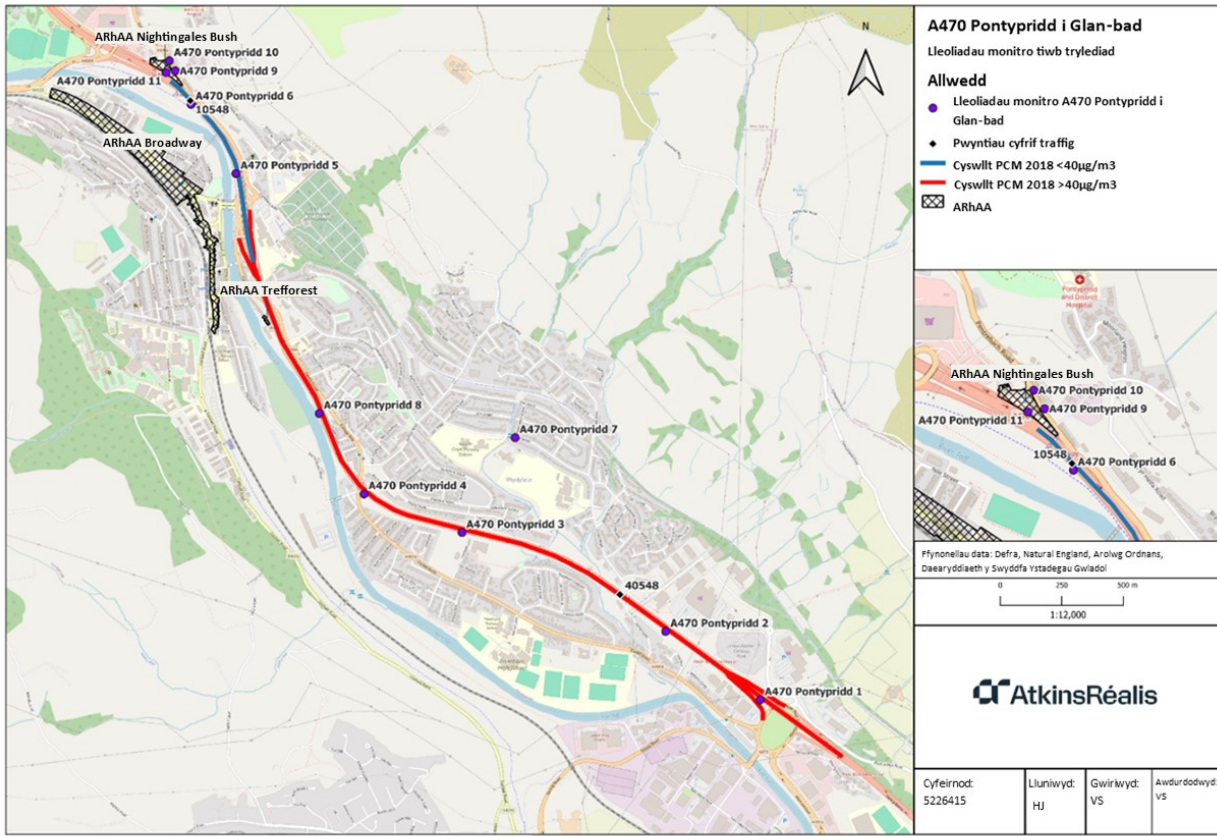 ARhAA Nightingales Bush
A470 Pontypridd 10
A470 Pontypridd 9
A470 Pontypridd 11
A470 Pontypridd 6
10548
ARhAA Broadway
A470 Pontypridd 5
ARhAA Trefforest
A470 Pontypridd 8
A470 Pontypridd 7
A470 Pontypridd 4
A470 Pontypridd 3
40548
A470 Pontypridd 2
A470 Pontypridd 1
N
A470 Pontypridd i Glan-bad
Lleoliadau monitro tiwb trylediad
Allwedd
Lleoliadau monitro A470 Pontypridd i
Glan-bad
Pwyntiau cyfrif traffig
Cyswllt PCM 2018 <40µg/m3
Cyswllt PCM 2018 >40µg/m3
ARhAA
Pontypridd
and District
Hospital
ARhAA Nightingales Bush
A470 Pontypridd 10
A470 Pontypridd 9
A470 Pontypridd 11
10548
A470 Pontypridd 6
Ffynonellau data: Defra, Natural England, Arolwg Ordnans,
Daearyddiaeth y Swyddfa Ystadegau Gwladol
0 250 500 m
1:12,000
AtkinsRéalis
Cyfeirnod:
5226415
Lluniwyd:
HJ
Gwiriwyd:
VS
Awdurdodwyd:
VS